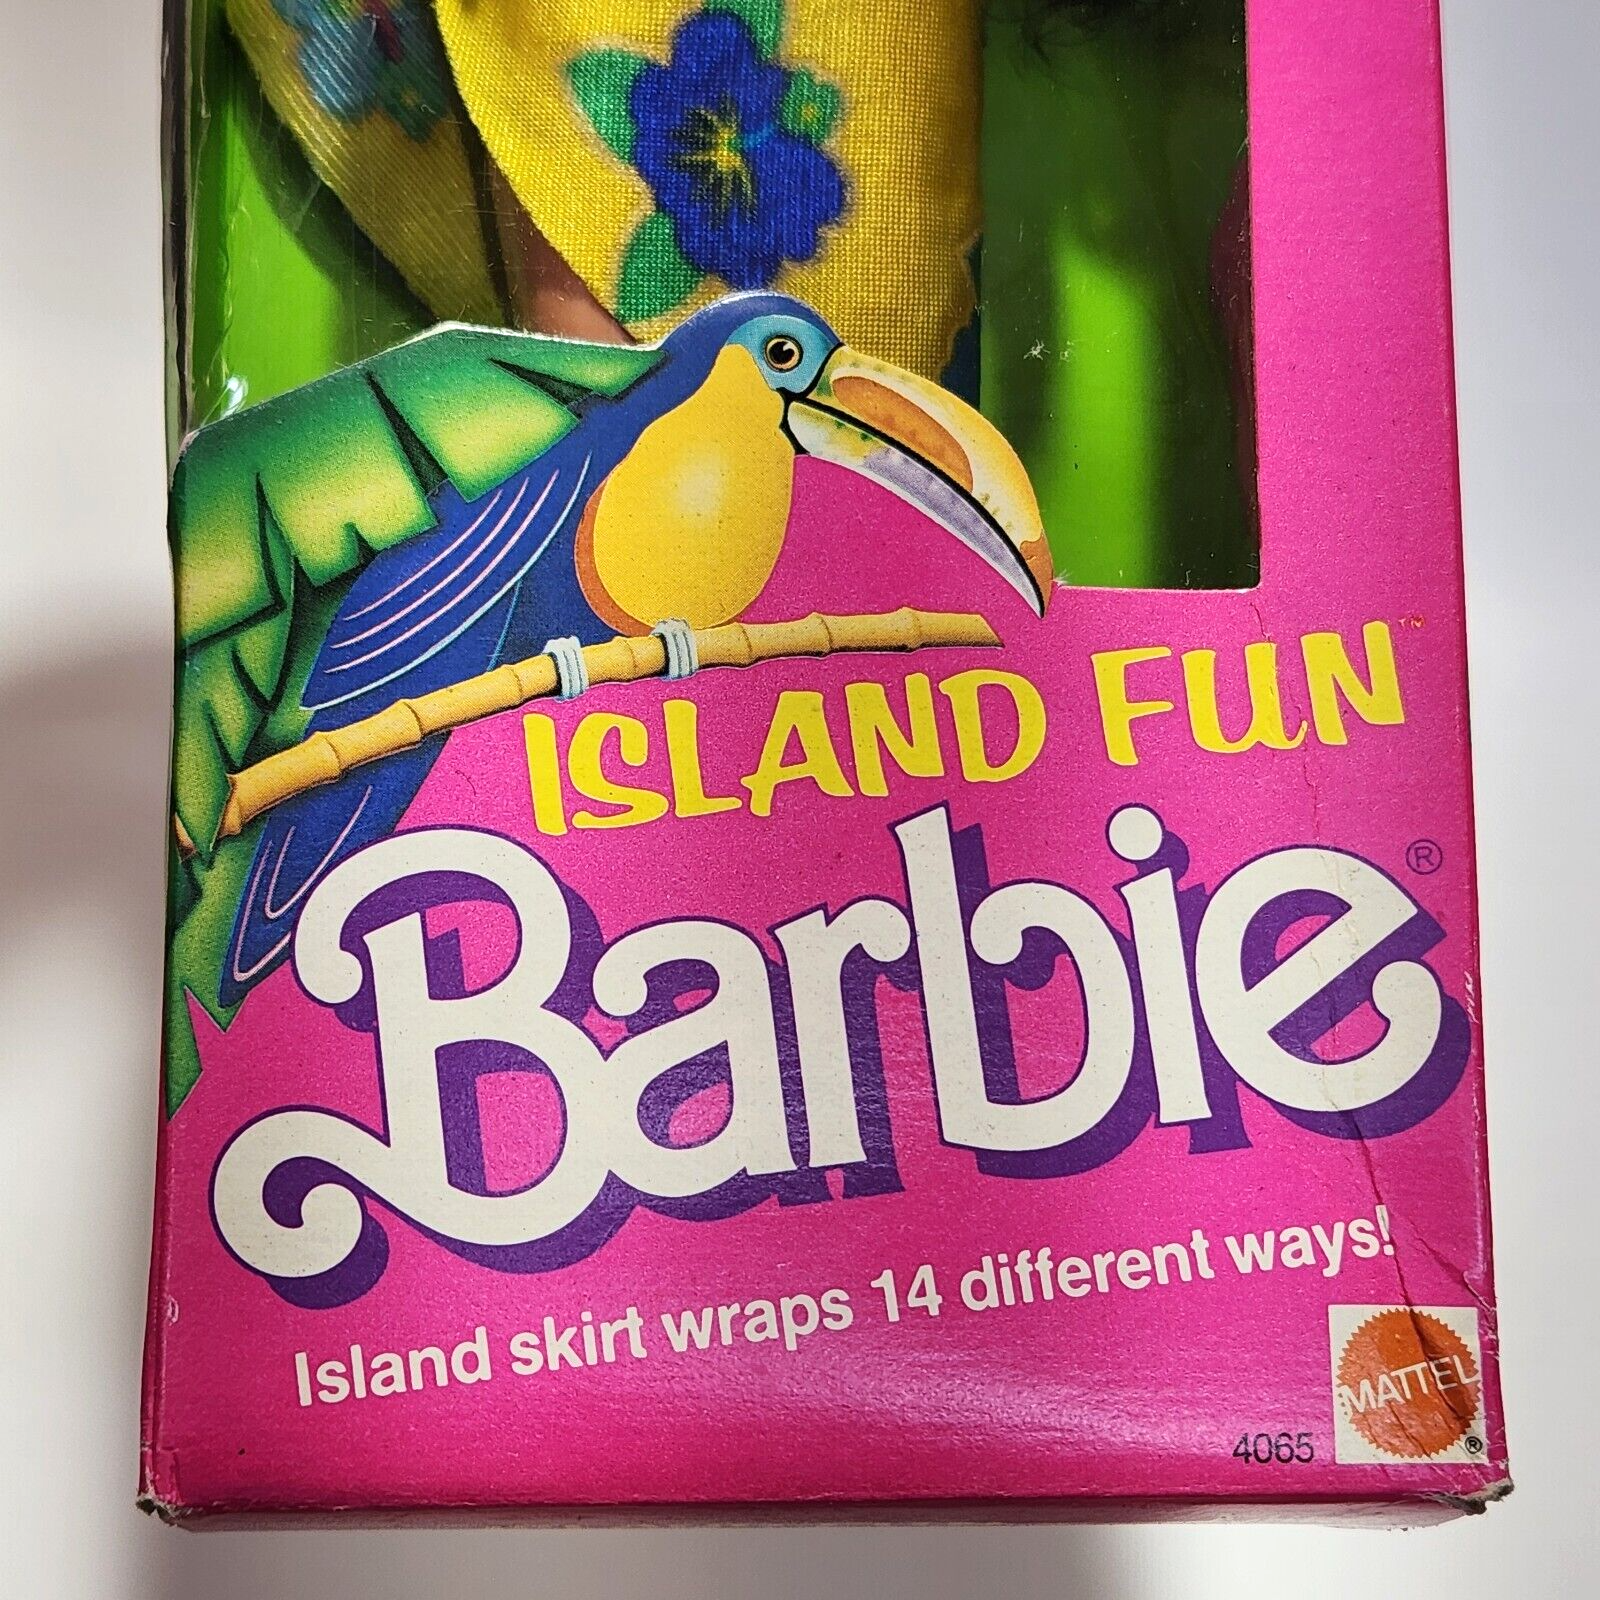 ISLAND FUN™
Barbie®
Island skirt wraps 14 different ways!
MATTEL
4065 ®